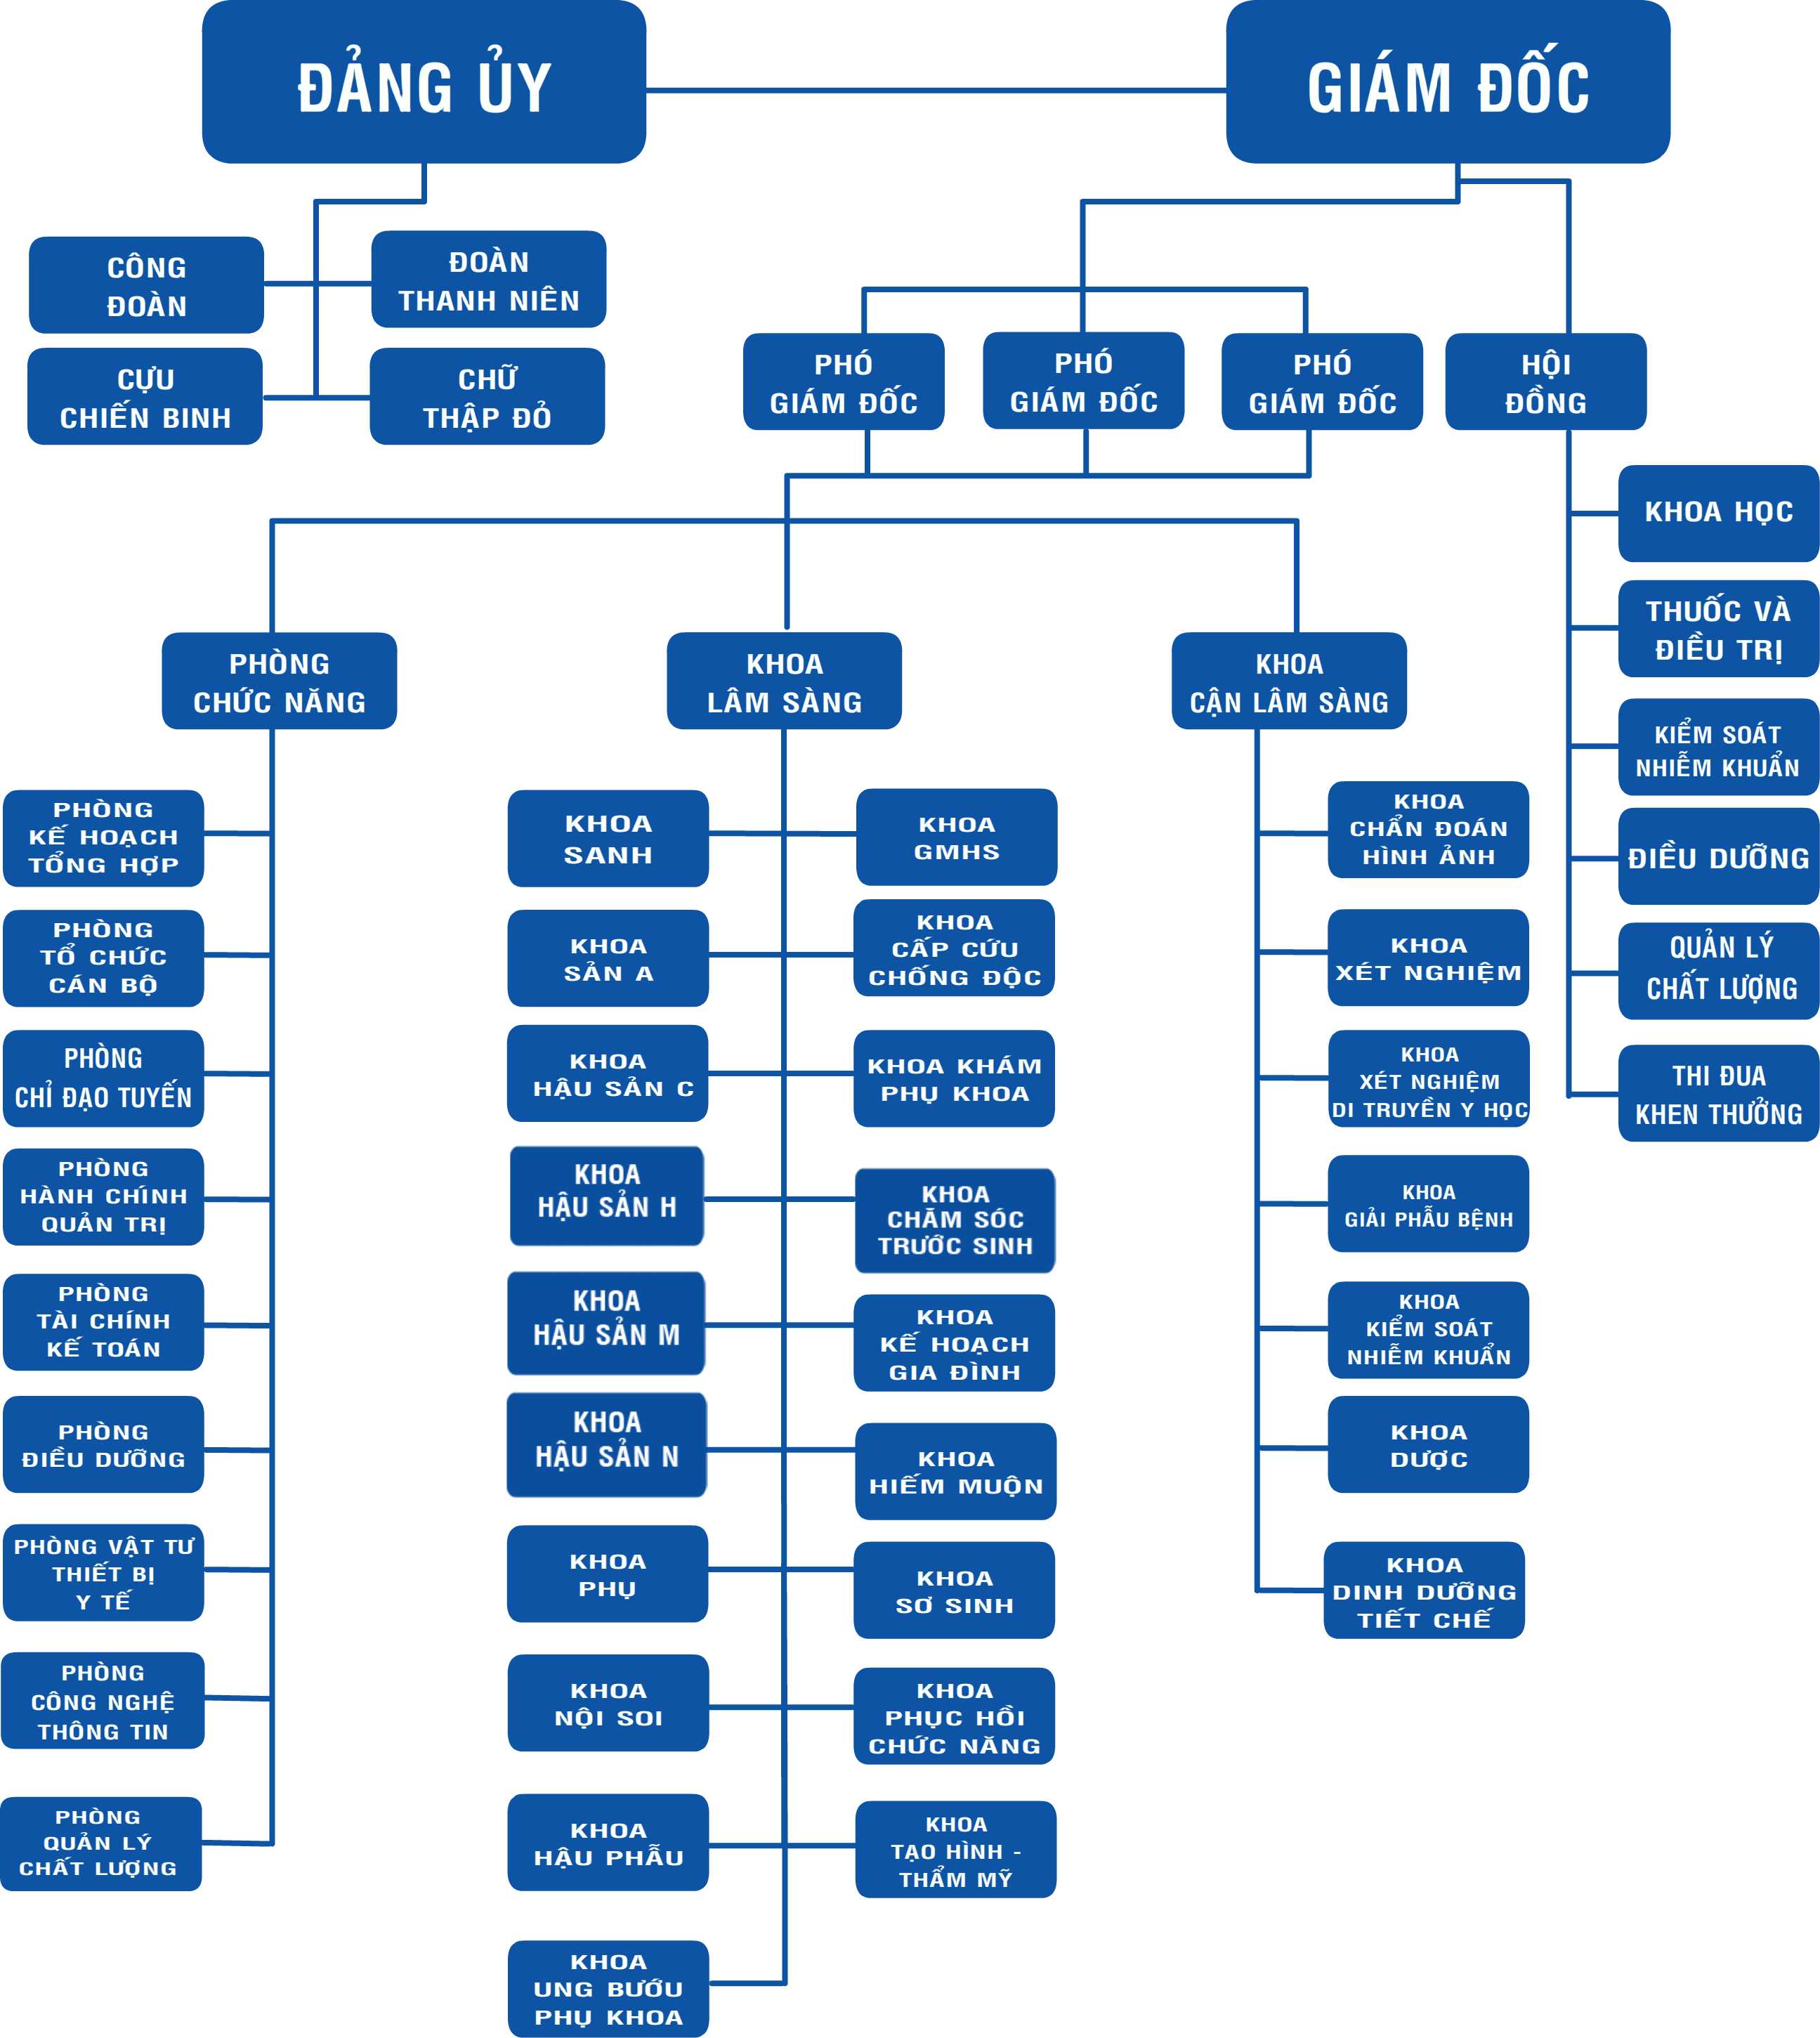 ĐẢNG ỦY
GIÁM ĐỐC
CÔNG
ĐOÀN
ĐOÀN
THANH NIÊN
CỰU
CHIẾN BINH
CHỮ
THẬP ĐỎ
PHÓ
GIÁM ĐỐC
PHÓ
GIÁM ĐỐC
PHÓ
GIÁM ĐỐC
HỘI
ĐỒNG
KHOA HỌC
THUỐC VÀ
ĐIỀU TRỊ
KIỂM SOÁT
NHIỄM KHUẨN
ĐIỀU DƯỠNG
QUẢN LÝ
CHẤT LƯỢNG
THI ĐUA
KHEN THƯỞNG
PHÒNG
CHỨC NĂNG
KHOA
LÂM SÀNG
KHOA
CẬN LÂM SÀNG
PHÒNG
KẾ HOẠCH
TỔNG HỢP
PHÒNG
TỔ CHỨC
CÁN BỘ
PHÒNG
CHỈ ĐẠO TUYẾN
PHÒNG
HÀNH CHÍNH
QUẢN TRỊ
PHÒNG
TÀI CHÍNH
KẾ TOÁN
PHÒNG
ĐIỀU DƯỠNG
PHÒNG VẬT TƯ
THIẾT BỊ
Y TẾ
PHÒNG
CÔNG NGHỆ
THÔNG TIN
PHÒNG
QUẢN LÝ
CHẤT LƯỢNG
KHOA
SANH
KHOA
SẢN A
KHOA
HẬU SẢN C
KHOA
HẬU SẢN H
KHOA
HẬU SẢN M
KHOA
HẬU SẢN N
KHOA
PHỤ
KHOA
NỘI SOI
KHOA
HẬU PHẪU
KHOA
UNG BƯỚU
PHỤ KHOA
KHOA
GMHS
KHOA
CẤP CỨU
CHỐNG ĐỘC
KHOA KHÁM
PHỤ KHOA
KHOA
CHĂM SÓC
TRƯỚC SINH
KHOA
KẾ HOẠCH
GIA ĐÌNH
KHOA
HIẾM MUỘN
KHOA
SƠ SINH
KHOA
PHỤC HỒI
CHỨC NĂNG
KHOA
TẠO HÌNH -
THẨM MỸ
KHOA
CHẨN ĐOÁN
HÌNH ẢNH
KHOA
XÉT NGHIỆM
KHOA
XÉT NGHIỆM
DI TRUYỀN Y HỌC
KHOA
GIẢI PHẪU BỆNH
KHOA
KIỂM SOÁT
NHIỄM KHUẨN
KHOA
DƯỢC
KHOA
DINH DƯỠNG
TIẾT CHẾ